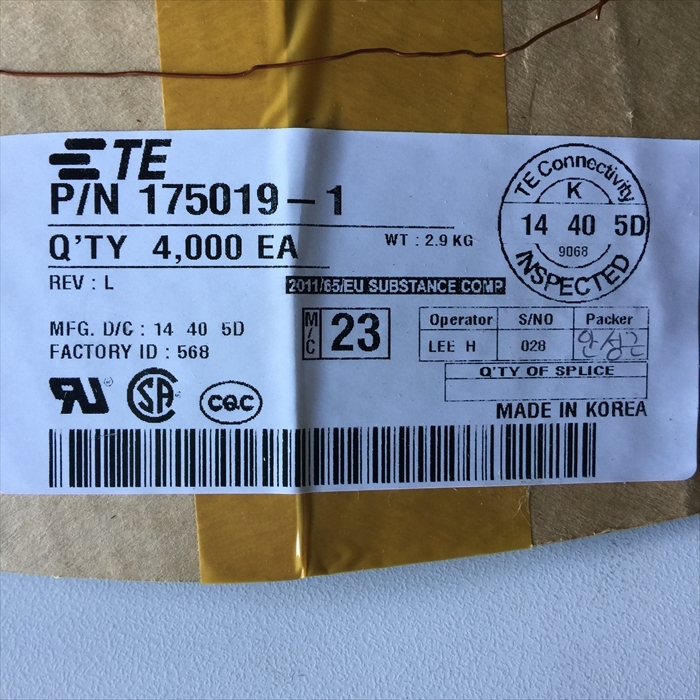 TE
P/N 175019-1
Q'TY 4,000 EA
WT : 2.9 KG
REV : L
2011/65/EU SUBSTANCE COMP
TE Connectivity
K
14 40 5D
9068
INSPECTED
MFG. D/C : 14 40 5D
FACTORY ID : 568
M/C 23
Operator S/NO Packer
LEE H 028 안성근
Q'TY OF SPLICE
RU ® SA CQC
MADE IN KOREA